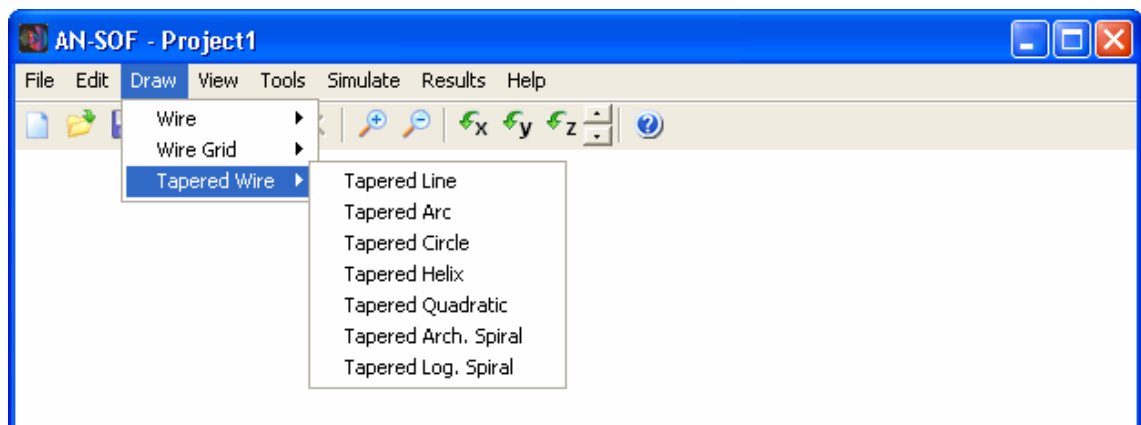 AN-SOF - Project1
File Edit Draw View Tools Simulate Results Help
x y z
Wire
Wire Grid
Tapered Wire
Tapered Line
Tapered Arc
Tapered Circle
Tapered Helix
Tapered Quadratic
Tapered Arch. Spiral
Tapered Log. Spiral